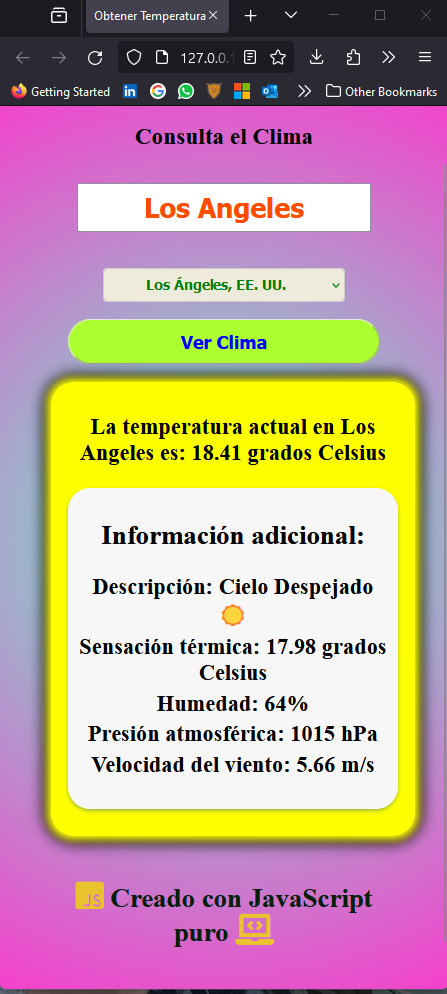 Obtener Temperatura
127.0.0.1
Getting Started
Other Bookmarks
Consulta el Clima
Los Angeles
Los Ángeles, EE. UU.
Ver Clima
La temperatura actual en Los
Angeles es: 18.41 grados Celsius
Información adicional:
Descripción: Cielo Despejado
Sensación térmica: 17.98 grados
Celsius
Humedad: 64%
Presión atmosférica: 1015 hPa
Velocidad del viento: 5.66 m/s
JS Creado con JavaScript
puro